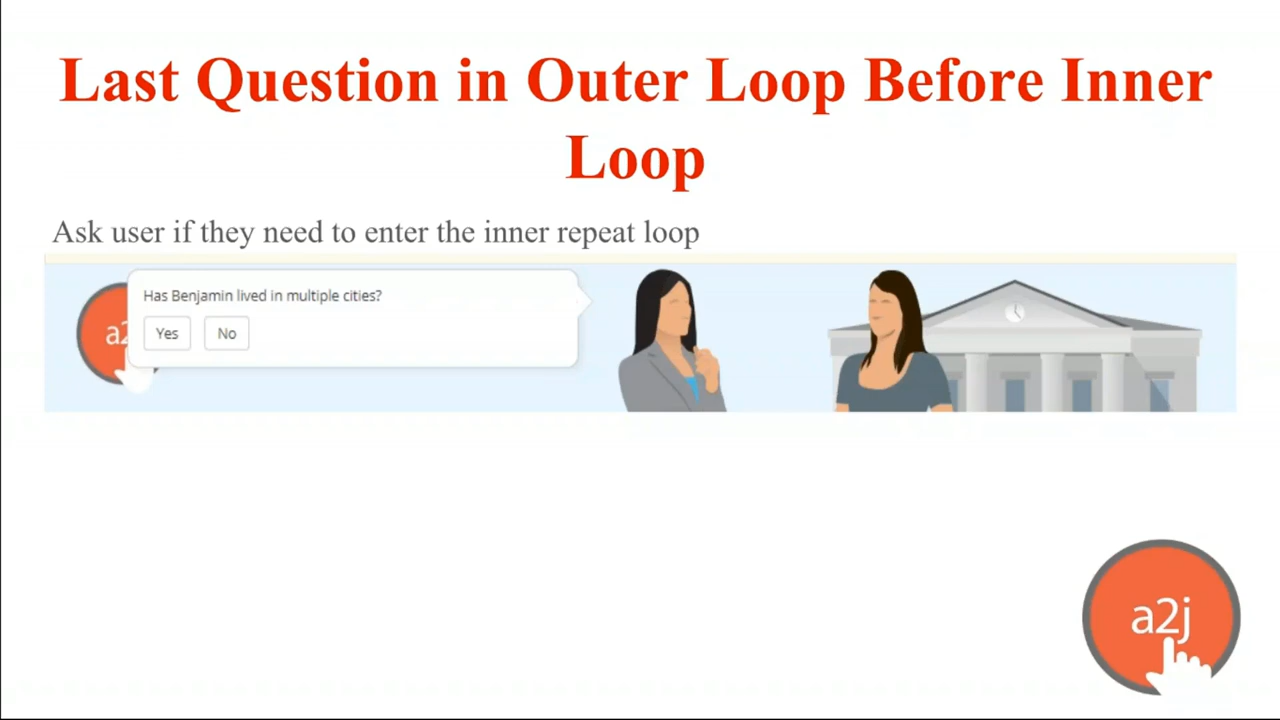 Last Question in Outer Loop Before Inner
Loop
Ask user if they need to enter the inner repeat loop
Has Benjamin lived in multiple cities?
Yes No
a2j